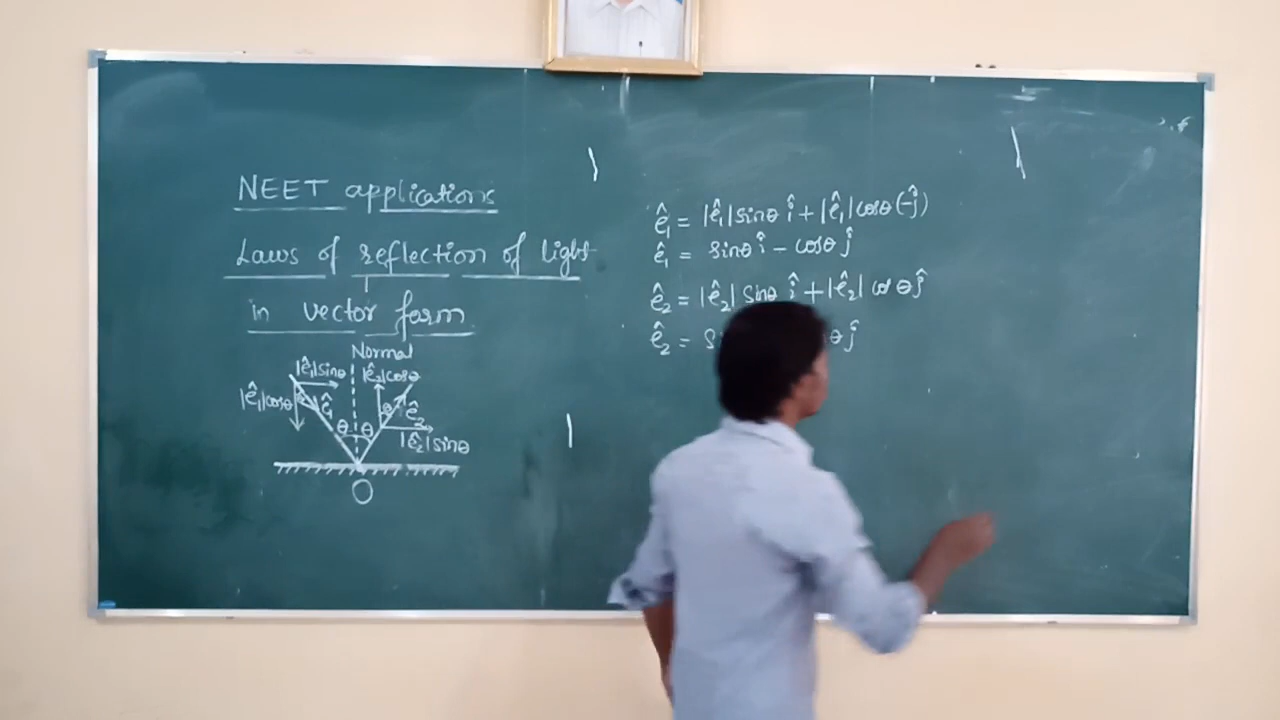 NEET applications
Laws of reflection of light
in vector form
Normal
|ê₁|sinθ
|ê₂|cosθ
|ê₁|cosθ
θ
ê₁
θ θ
θ
ê₂
|ê₂|sinθ
O
ê₁ = |ê₁|sinθ î + |ê₁|cosθ (-ĵ)
ê₁ = sinθ î - cosθ ĵ
ê₂ = |ê₂| sinθ î + |ê₂| cosθ ĵ
ê₂ = θ ĵ